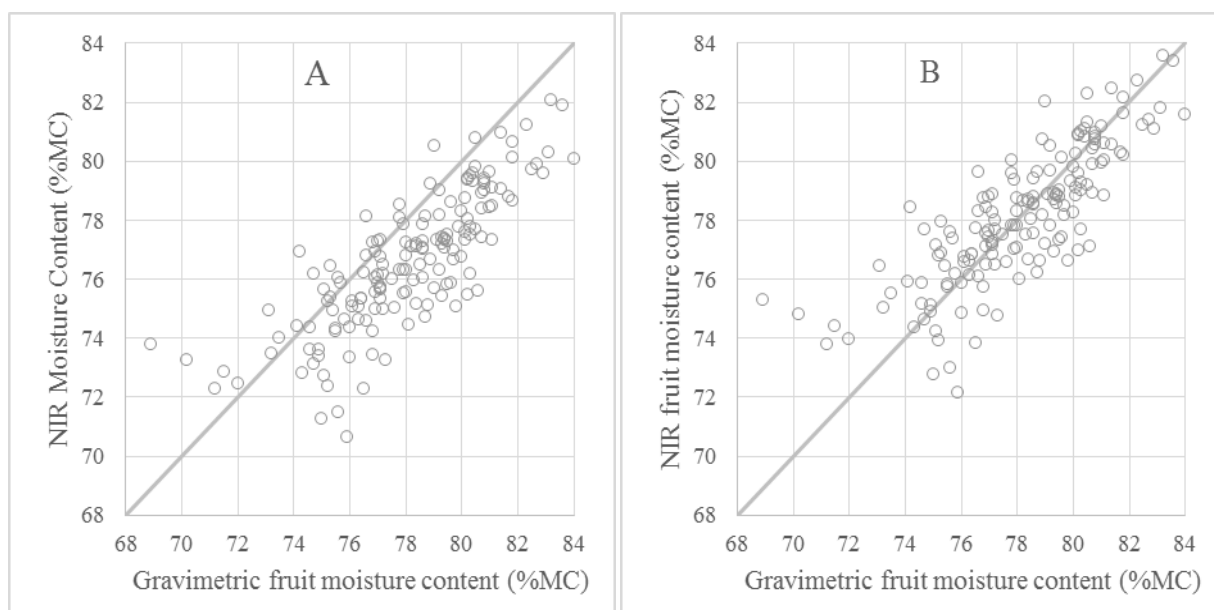 A
NIR Moisture Content (%MC)
84
82
80
78
76
74
72
70
68
68 70 72 74 76 78 80 82 84
Gravimetric fruit moisture content (%MC)
B
NIR fruit moisture content (%MC)
84
82
80
78
76
74
72
70
68
68 70 72 74 76 78 80 82 84
Gravimetric fruit moisture content (%MC)